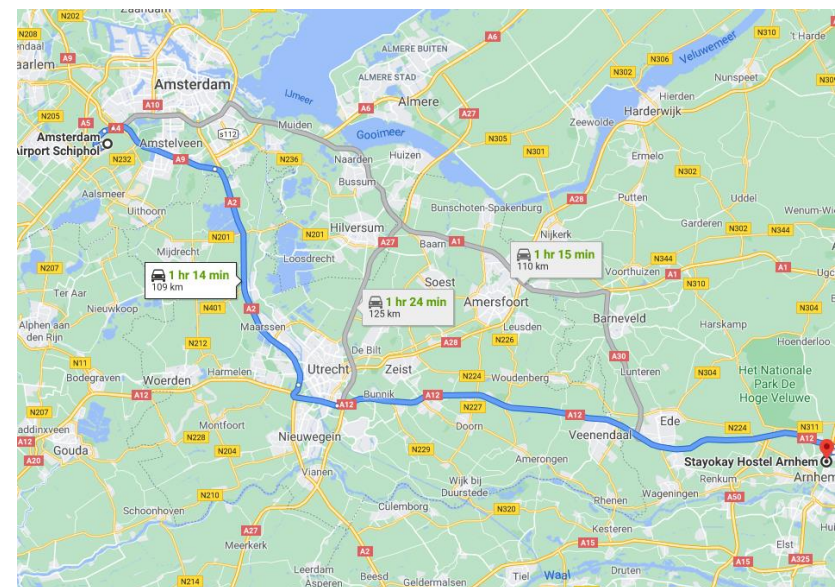 N202
Zaandam
N208
A9
ALMERE BUITEN
A6
Veluwemeer
N310
't Harde
aarlem
Amsterdam
IJmeer
ALMERE STAD
N302
N306
Nunspeet
N205
A10
A6
Almere
Hierden
Harderwijk
A5
A4
s112
Muiden
Gooimeer
A27
Zeewolde
N302
Amsterdam
Airport Schiphol
Amstelveen
N305
N232
A9
N236
Naarden
Huizen
N301
Ermelo
N302
Aalsmeer
A2
Bussum
A28
Putten
Uddel
Uithoorn
Bunschoten-Spakenburg
Garderen
N302
N344
N201
N201
Hilversum
A27
Baarn
A1
Nijkerk
Mijdrecht
Loosdrecht
N207
1 hr 14 min
109 km
1 hr 15 min
110 km
Voorthuizen
N344
A1
Soest
N310
Ter Aar
N401
A2
1 hr 24 min
125 km
Amersfoort
Nieuwkoop
Barneveld
Alphen aan
den Rijn
Maarssen
Leusden
Harskamp
N212
De Bilt
A28
N226
Hoenderloo
N11
Utrecht
Zeist
A30
Lunteren
Bodegraven
Woerden
Harmelen
N224
Woudenberg
N304
Het Nationale
Park De
Hoge Veluwe
A12
A12
Bunnik
A12
N207
N227
A12
Ede
Montfoort
Doorn
N224
N311
A12
Gouda
N228
N204
Nieuwegein
Veenendaal
A12
A20
N229
Amerongen
Stayokay Hostel Arnhem
Vianen
Renkum
Arnhem
Wijk bij
Duurstede
Rhenen
Wageningen
A50
N210
Culemborg
N320
Schoonhoven
Kesteren
A27
A2
A15
Elst
Meerkerk
A15
A325
Leerdam
Tiel
Waal
Druten
N214
Asperen
Beesd
Geldermalsen